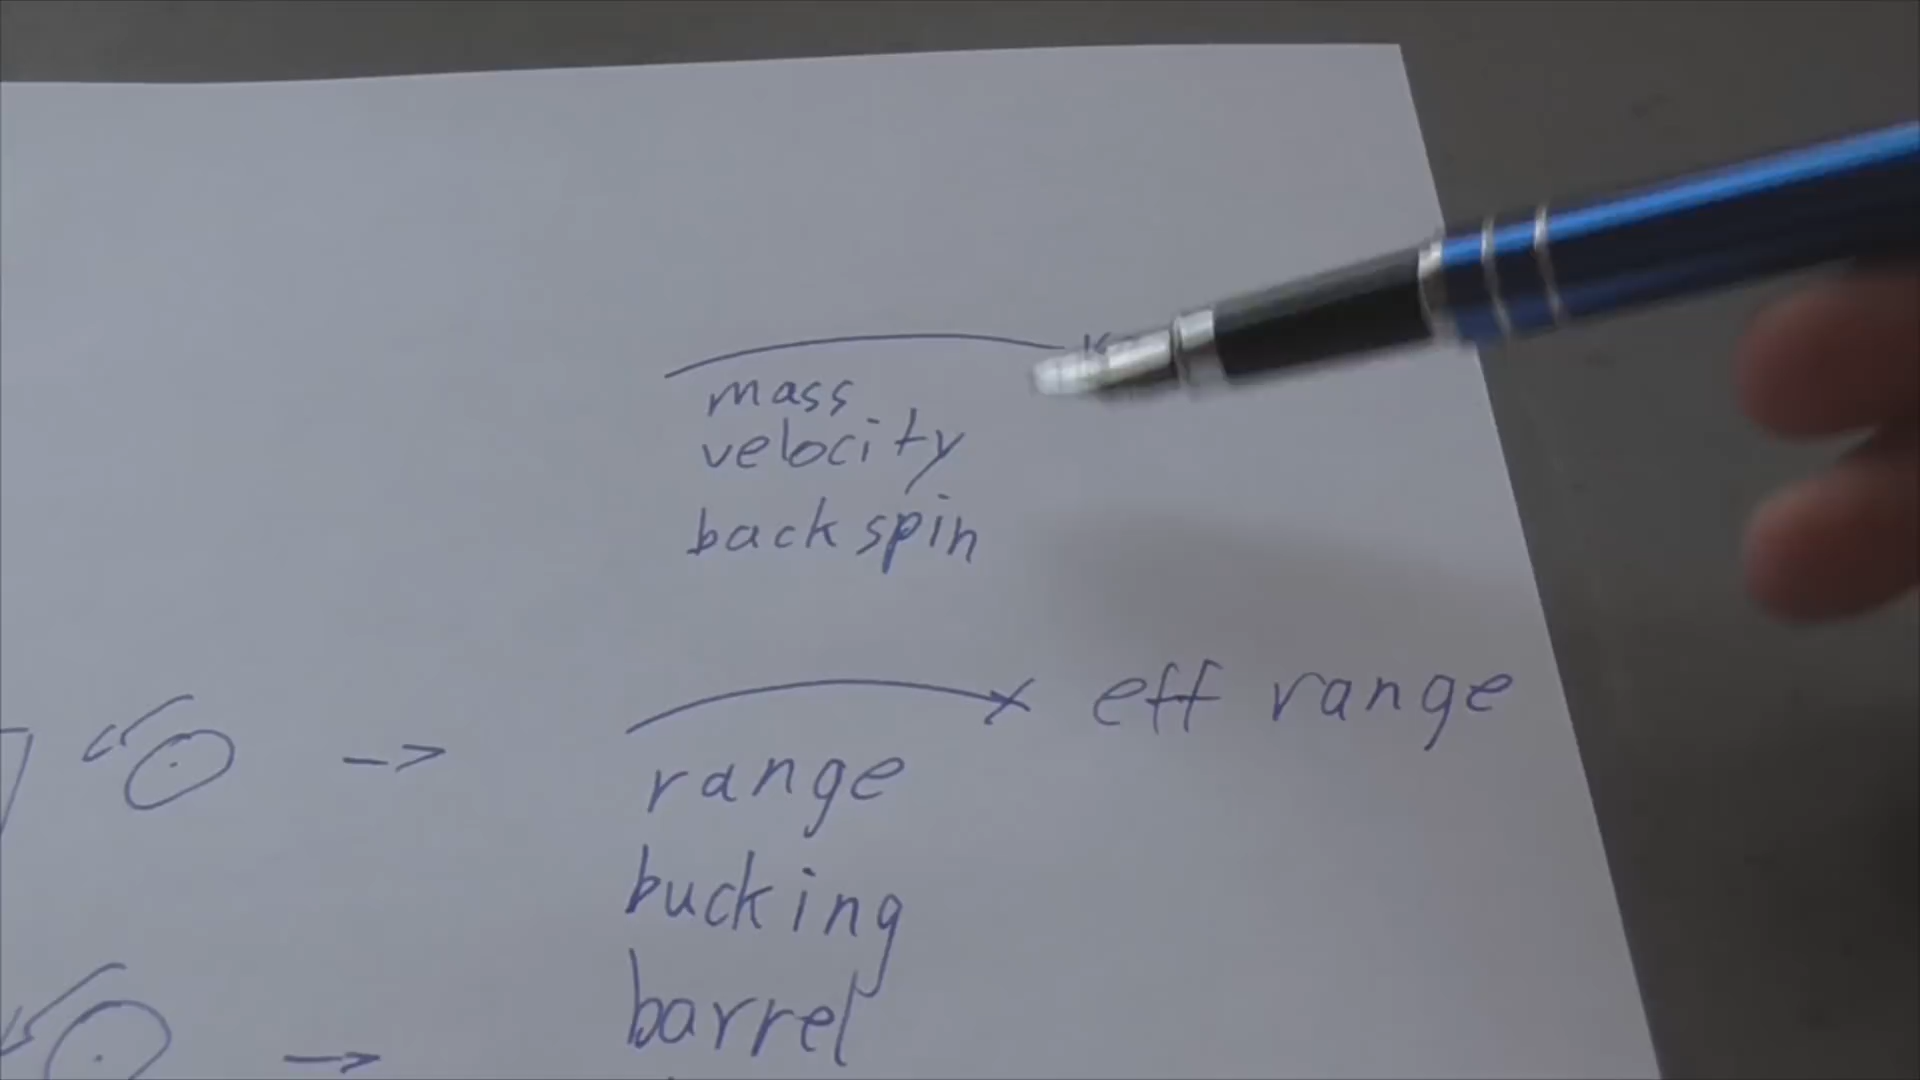 mass
velocity
backspin
eff range
range
bucking
barrel